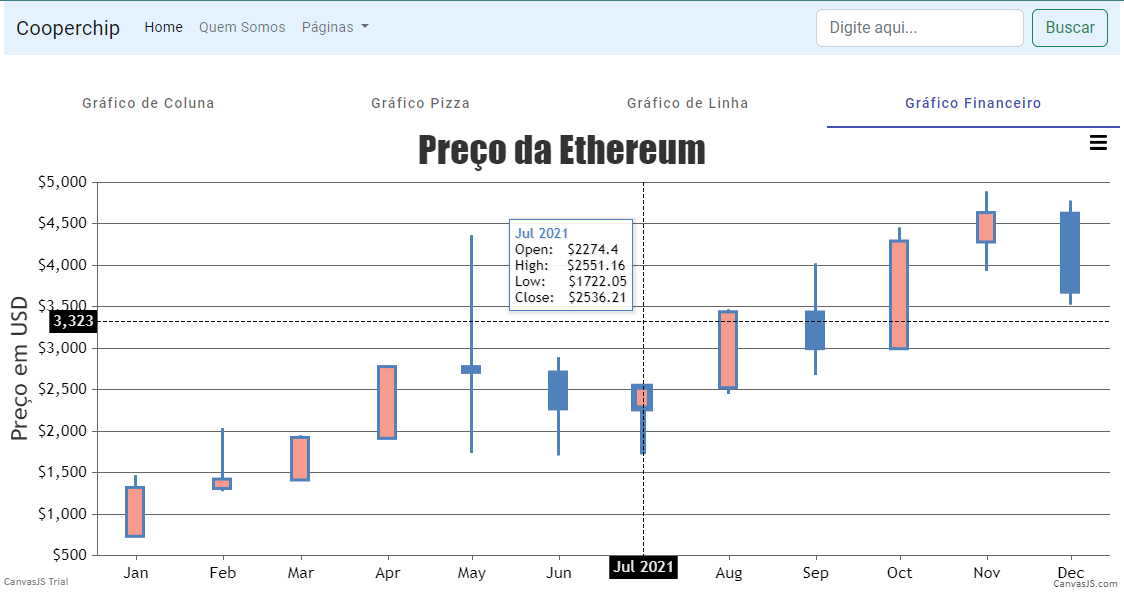 Cooperchip Home Quem Somos Páginas Digite aqui... Buscar
Gráfico de Coluna Gráfico Pizza Gráfico de Linha Gráfico Financeiro
Preço da Ethereum
Preço em USD
$5,000
$4,500
$4,000
$3,500
3,323
$3,000
$2,500
$2,000
$1,500
$1,000
$500
Jul 2021
Open: $2274.4
High: $2551.16
Low: $1722.05
Close: $2536.21
Jan Feb Mar Apr May Jun Jul 2021 Aug Sep Oct Nov Dec
CanvasJS Trial CanvasJS.com